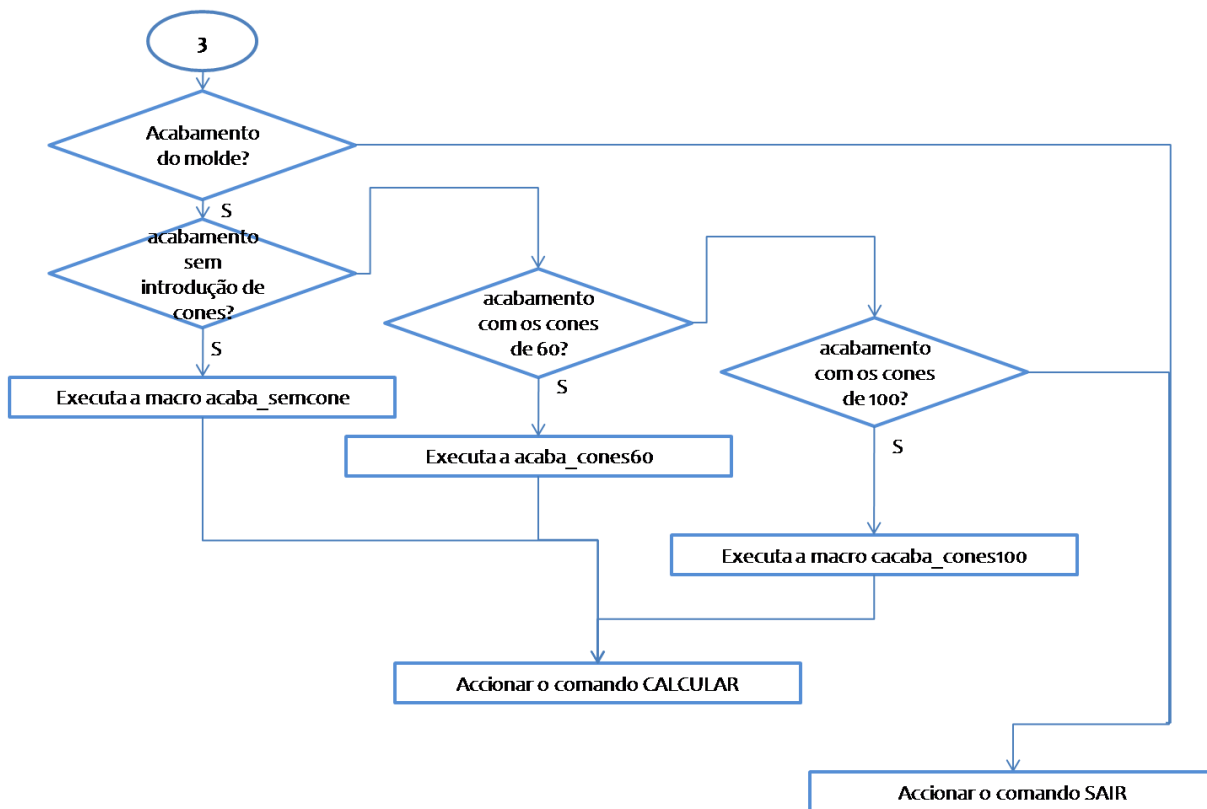 3
Acabamento
do molde?
S
acabamento
sem
introdução de
cones?
S
Executa a macro acaba_semcone
acabamento
com os cones
de 60?
S
Executa a acaba_cones60
acabamento
com os cones
de 100?
S
Executa a macro cacaba_cones100
Accionar o comando CALCULAR
Accionar o comando SAIR